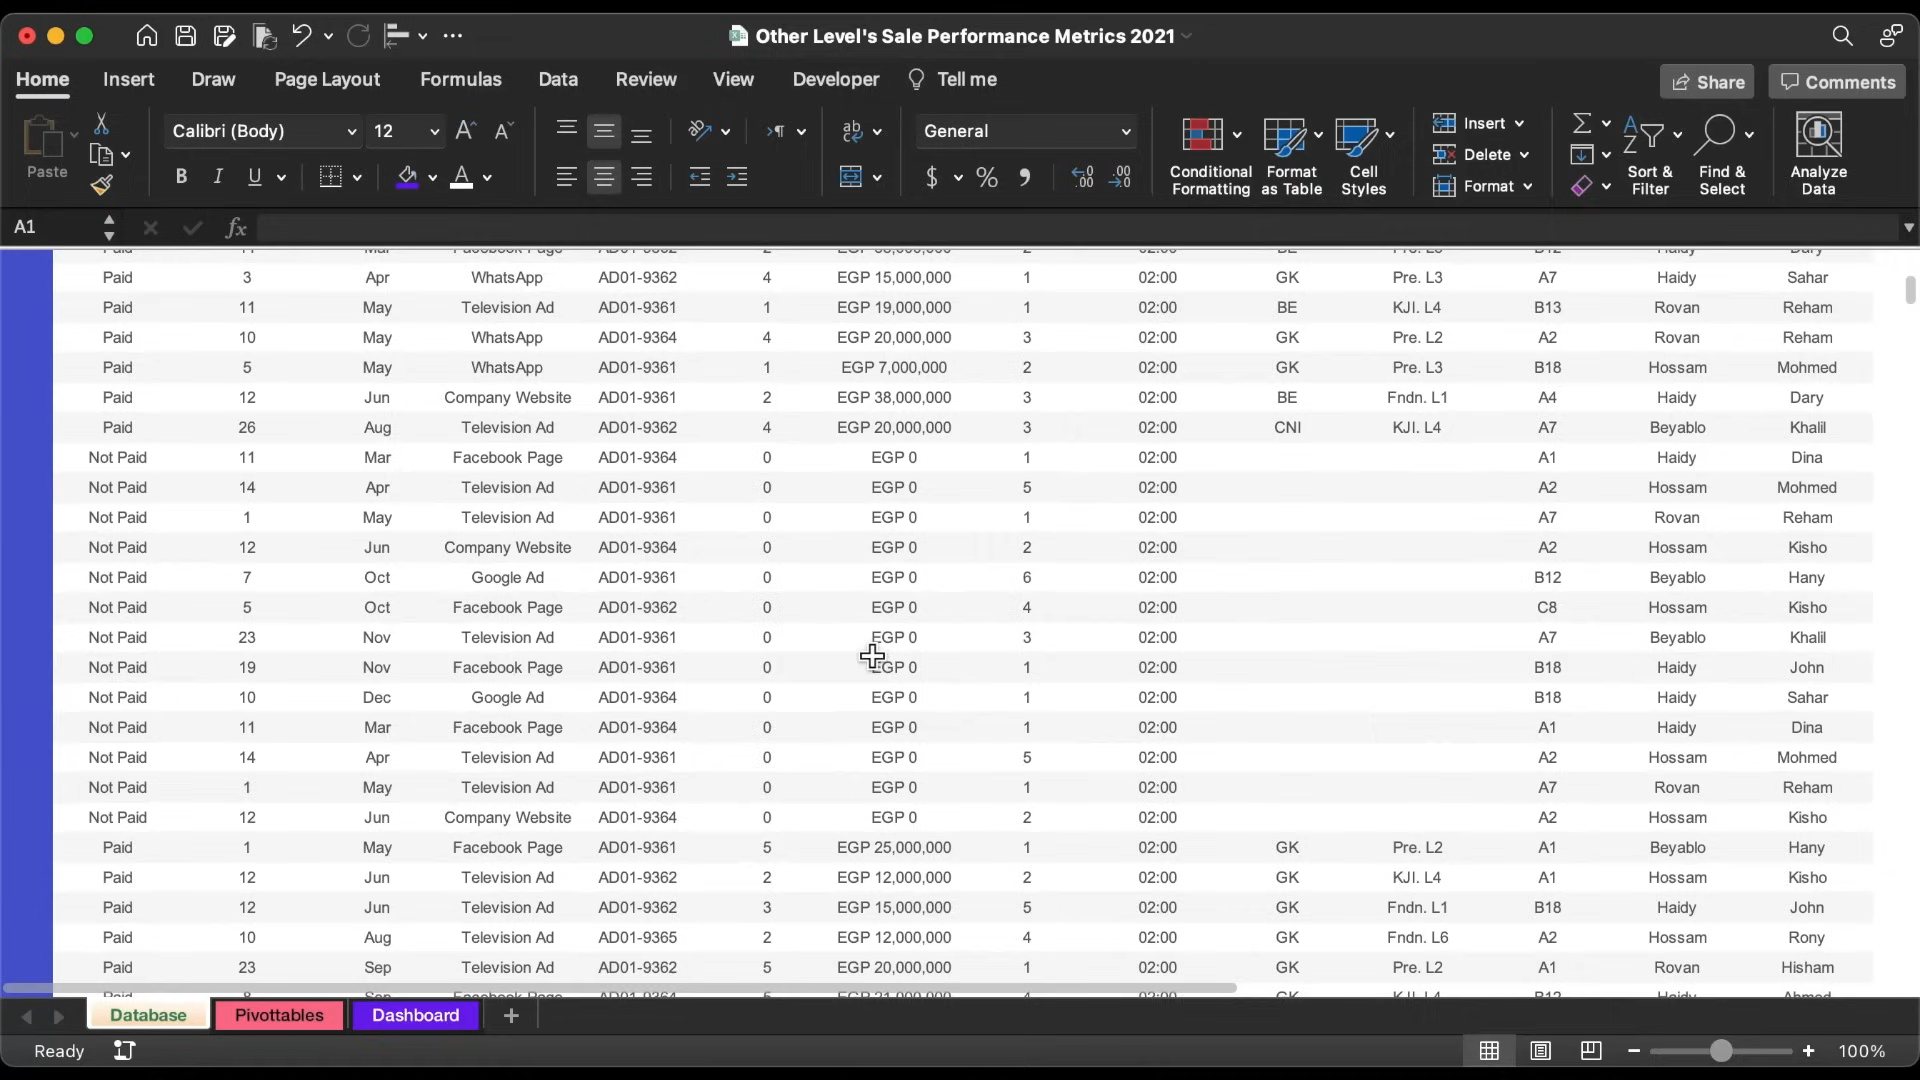 Other Level's Sale Performance Metrics 2021
Home Insert Draw Page Layout Formulas Data Review View Developer Tell me Share Comments
Paste Calibri (Body) 12 General Conditional Formatting Format as Table Cell Styles Insert Delete Format Sort & Filter Find & Select Analyze Data
A1 fx
Paid 3 Apr WhatsApp AD01-9362 4 EGP 15,000,000 1 02:00 GK Pre. L3 A7 Haidy Sahar
Paid 11 May Television Ad AD01-9361 1 EGP 19,000,000 1 02:00 BE KJI. L4 B13 Rovan Reham
Paid 10 May WhatsApp AD01-9364 4 EGP 20,000,000 3 02:00 GK Pre. L2 A2 Rovan Reham
Paid 5 May WhatsApp AD01-9361 1 EGP 7,000,000 2 02:00 GK Pre. L3 B18 Hossam Mohmed
Paid 12 Jun Company Website AD01-9361 2 EGP 38,000,000 3 02:00 BE Fndn. L1 A4 Haidy Dary
Paid 26 Aug Television Ad AD01-9362 4 EGP 20,000,000 3 02:00 CNI KJI. L4 A7 Beyablo Khalil
Not Paid 11 Mar Facebook Page AD01-9364 0 EGP 0 1 02:00 A1 Haidy Dina
Not Paid 14 Apr Television Ad AD01-9361 0 EGP 0 5 02:00 A2 Hossam Mohmed
Not Paid 1 May Television Ad AD01-9361 0 EGP 0 1 02:00 A7 Rovan Reham
Not Paid 12 Jun Company Website AD01-9364 0 EGP 0 2 02:00 A2 Hossam Kisho
Not Paid 7 Oct Google Ad AD01-9361 0 EGP 0 6 02:00 B12 Beyablo Hany
Not Paid 5 Oct Facebook Page AD01-9362 0 EGP 0 4 02:00 C8 Hossam Kisho
Not Paid 23 Nov Television Ad AD01-9361 0 EGP 0 3 02:00 A7 Beyablo Khalil
Not Paid 19 Nov Facebook Page AD01-9361 0 EGP 0 1 02:00 B18 Haidy John
Not Paid 10 Dec Google Ad AD01-9364 0 EGP 0 1 02:00 B18 Haidy Sahar
Not Paid 11 Mar Facebook Page AD01-9364 0 EGP 0 1 02:00 A1 Haidy Dina
Not Paid 14 Apr Television Ad AD01-9361 0 EGP 0 5 02:00 A2 Hossam Mohmed
Not Paid 1 May Television Ad AD01-9361 0 EGP 0 1 02:00 A7 Rovan Reham
Not Paid 12 Jun Company Website AD01-9364 0 EGP 0 2 02:00 A2 Hossam Kisho
Paid 1 May Facebook Page AD01-9361 5 EGP 25,000,000 1 02:00 GK Pre. L2 A1 Beyablo Hany
Paid 12 Jun Television Ad AD01-9362 2 EGP 12,000,000 2 02:00 GK KJI. L4 A1 Hossam Kisho
Paid 12 Jun Television Ad AD01-9362 3 EGP 15,000,000 5 02:00 GK Fndn. L1 B18 Haidy John
Paid 10 Aug Television Ad AD01-9365 2 EGP 12,000,000 4 02:00 GK Fndn. L6 A2 Hossam Rony
Paid 23 Sep Television Ad AD01-9362 5 EGP 20,000,000 1 02:00 GK Pre. L2 A1 Rovan Hisham
Database Pivottables Dashboard
Ready 100%